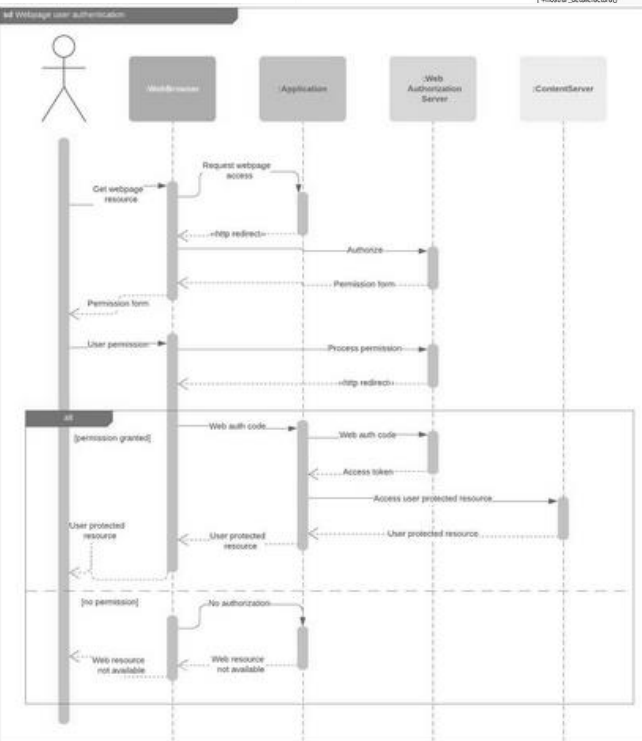 sd Webpage user authentication
:WebBrowser
:Application
:Web
Authorization
Server
:ContentServer
Request webpage
access
Get webpage
resource
«http redirect»
Authorize
Permission form
Permission form
User permission
Process permission
«http redirect»
alt
[permission granted]
Web auth code
Web auth code
Access token
Access user protected resource
User protected
resource
User protected
resource
User protected resource
[no permission]
No authorization
Web resource
not available
Web resource
not available